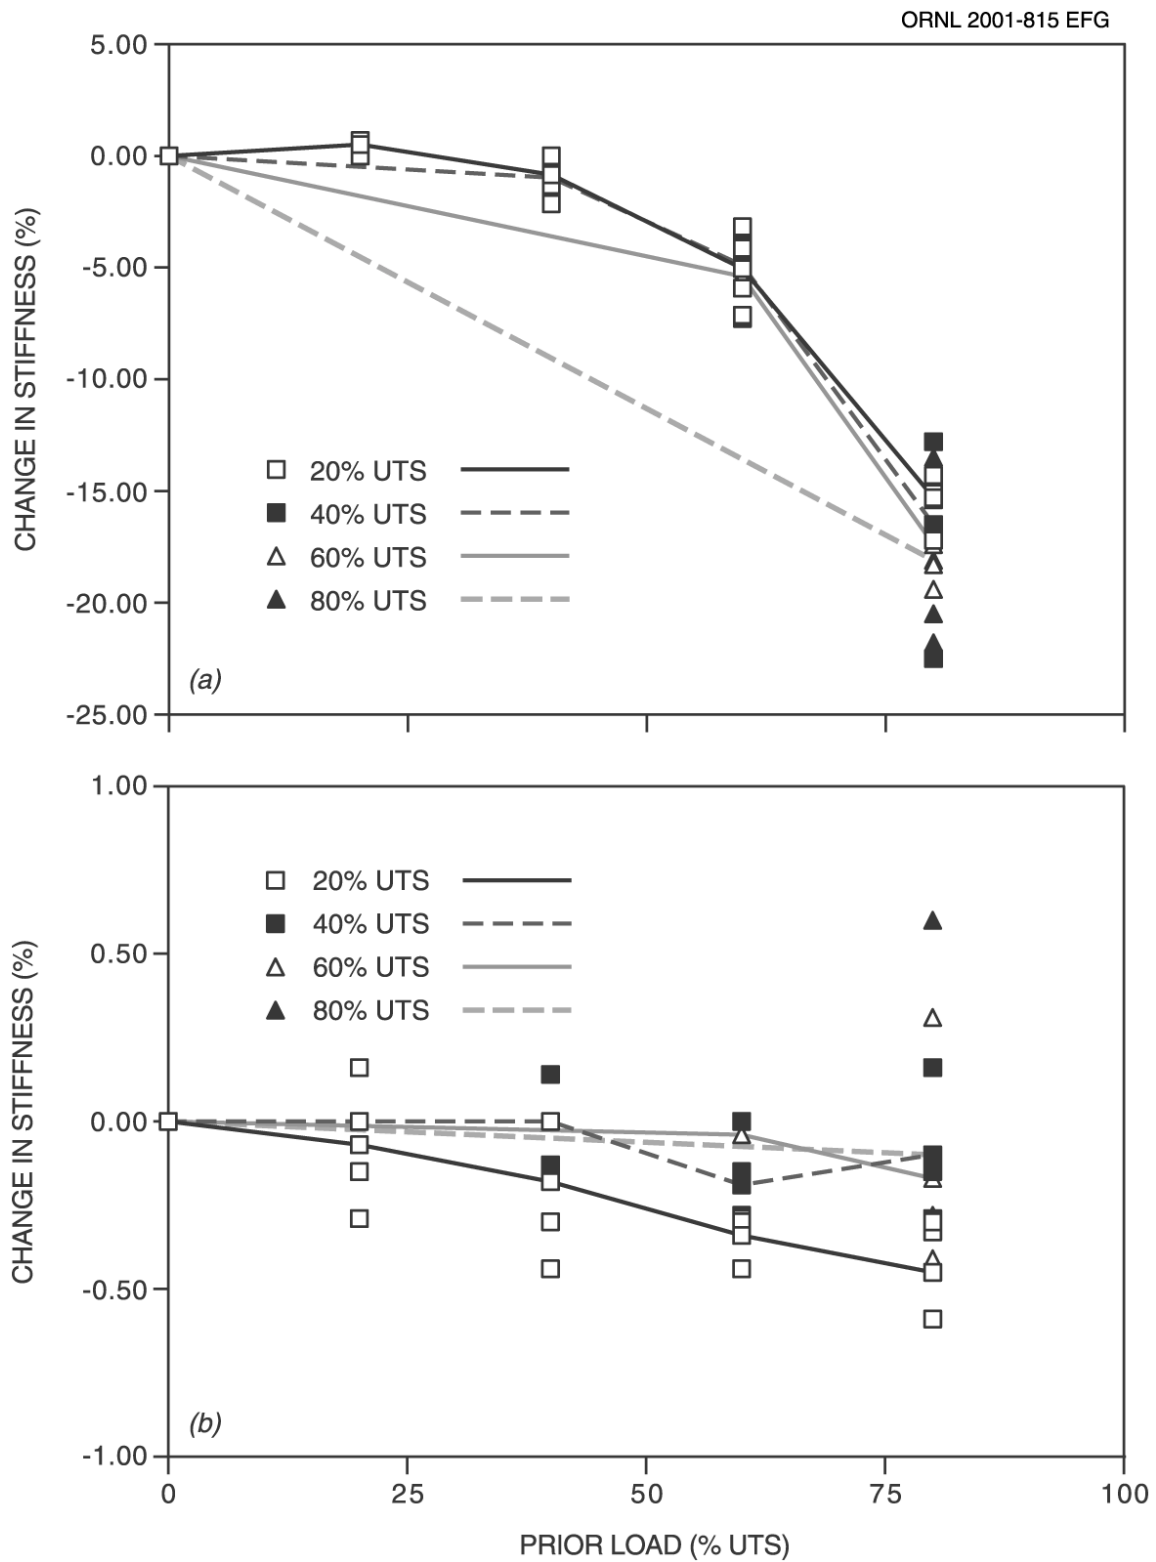 ORNL 2001-815 EFG
5.00
0.00
-5.00
-10.00
-15.00
-20.00
-25.00
CHANGE IN STIFFNESS (%)
20% UTS
40% UTS
60% UTS
80% UTS
(a)
1.00
0.50
0.00
-0.50
-1.00
CHANGE IN STIFFNESS (%)
20% UTS
40% UTS
60% UTS
80% UTS
(b)
0 25 50 75 100
PRIOR LOAD (% UTS)